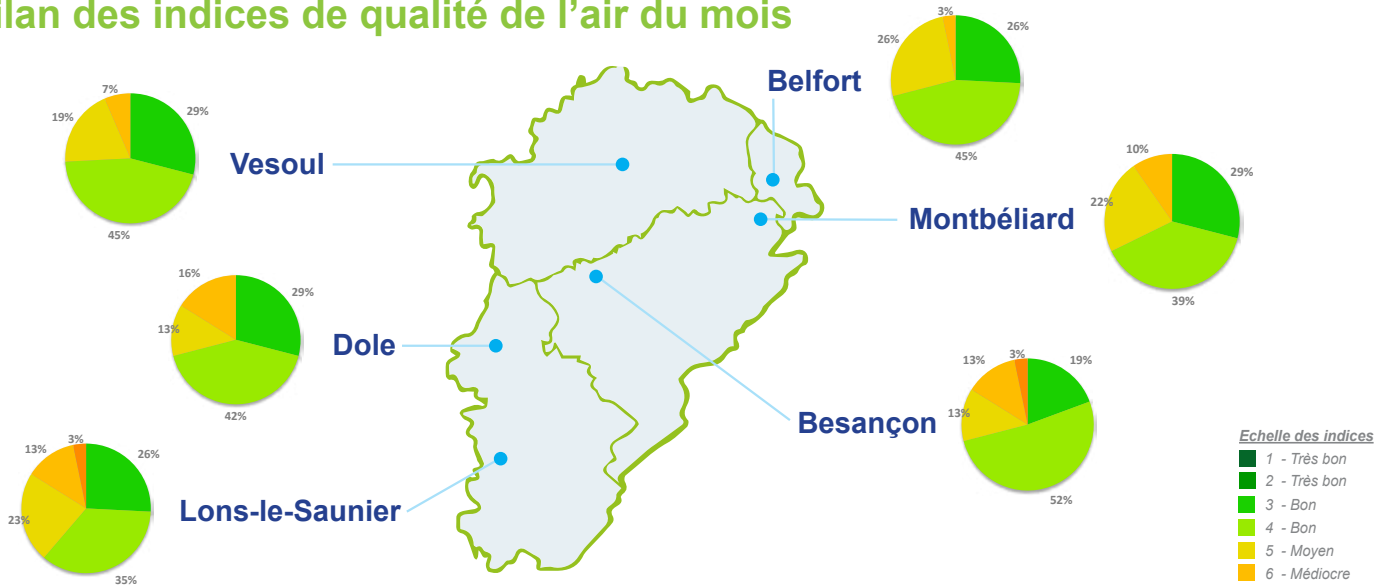 ilan des indices de qualité de l'air du mois
3%
26%
26%
45%
Belfort
7%
29%
19%
45%
Vesoul
10%
29%
22%
39%
Montbéliard
16%
29%
13%
42%
Dole
3%
19%
13%
13%
52%
Besançon
3%
26%
13%
23%
35%
Lons-le-Saunier
Echelle des indices
1 - Très bon
2 - Très bon
3 - Bon
4 - Bon
5 - Moyen
6 - Médiocre